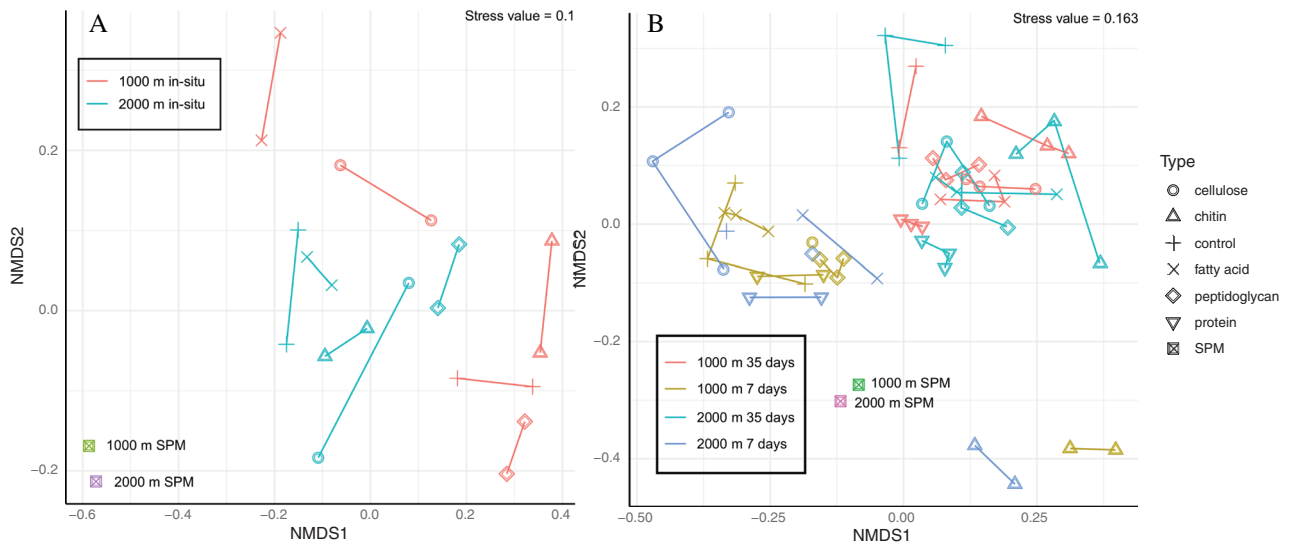 A
Stress value = 0.1
1000 m in-situ
2000 m in-situ
NMDS2
0.2
0.0
−0.2
1000 m SPM
2000 m SPM
−0.6
−0.4
−0.2
0.0
0.2
0.4
NMDS1
B
Stress value = 0.163
NMDS2
0.2
0.0
−0.2
−0.4
1000 m 35 days
1000 m 7 days
2000 m 35 days
2000 m 7 days
1000 m SPM
2000 m SPM
−0.50
−0.25
0.00
0.25
NMDS1
Type
cellulose
chitin
control
fatty acid
peptidoglycan
protein
SPM